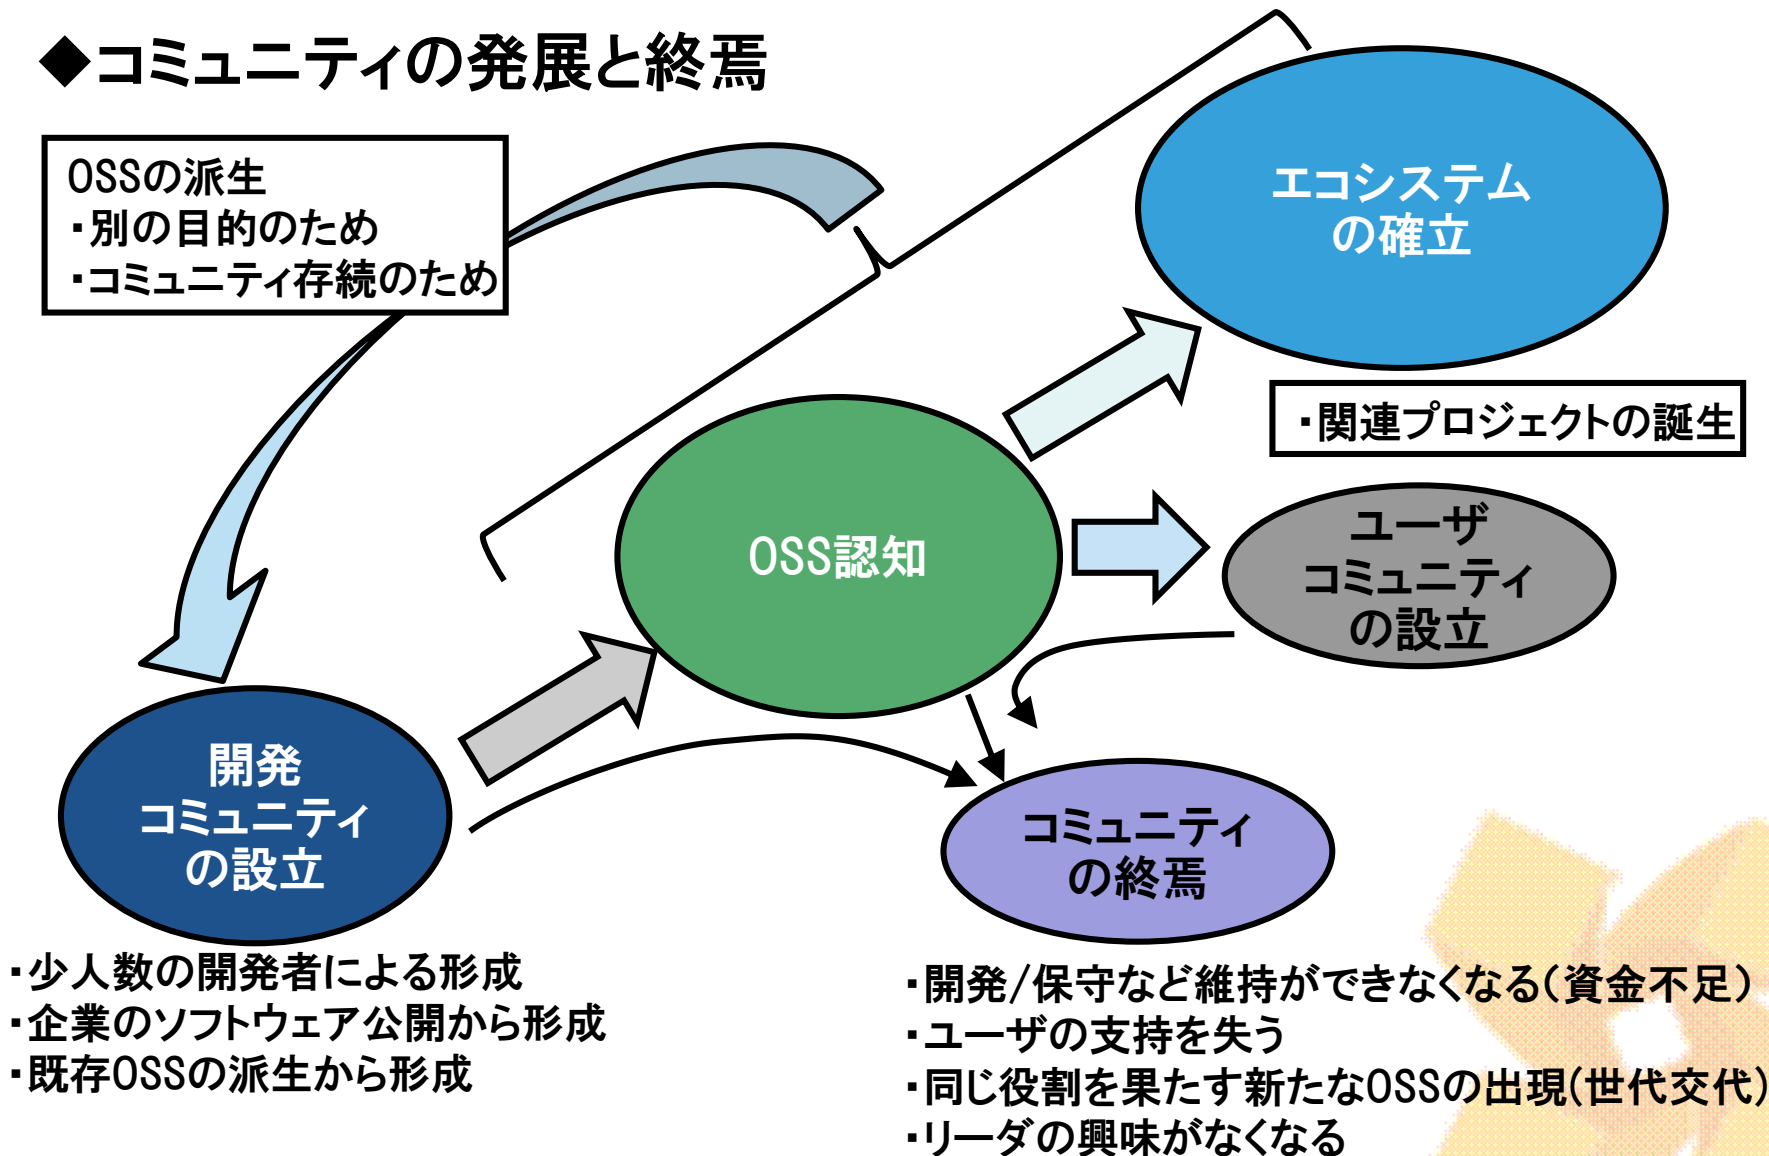 ◆コミュニティの発展と終焉
OSSの派生
・別の目的のため
・コミュニティ存続のため
エコシステム
の確立
・関連プロジェクトの誕生
OSS認知
ユーザ
コミュニティ
の設立
開発
コミュニティ
の設立
コミュニティ
の終焉
・少人数の開発者による形成
・企業のソフトウェア公開から形成
・既存OSSの派生から形成
・開発/保守など維持ができなくなる(資金不足)
・ユーザの支持を失う
・同じ役割を果たす新たなOSSの出現(世代交代)
・リーダの興味がなくなる